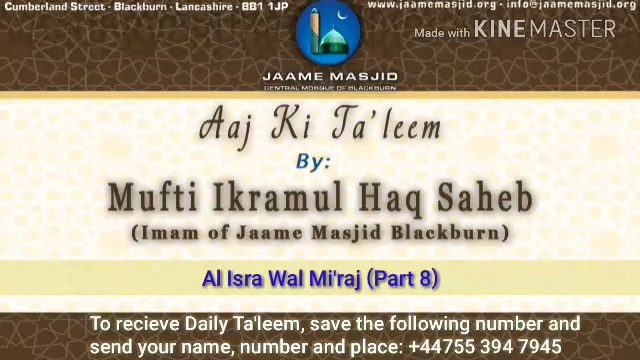 Cumberland Street - Blackburn - Lancashire - BB1 1JP
www.jaamemasjid.org - info@jaamemasjid.org
Made with KINEMASTER
JAAME MASJID
CENTRAL MOSQUE OF BLACKBURN
Aaj Ki Ta'leem
By:
Mufti Ikramul Haq Saheb
(Imam of Jaame Masjid Blackburn)
Al Isra Wal Mi'raj (Part 8)
To recieve Daily Ta'leem, save the following number and
send your name, number and place: +44755 394 7945